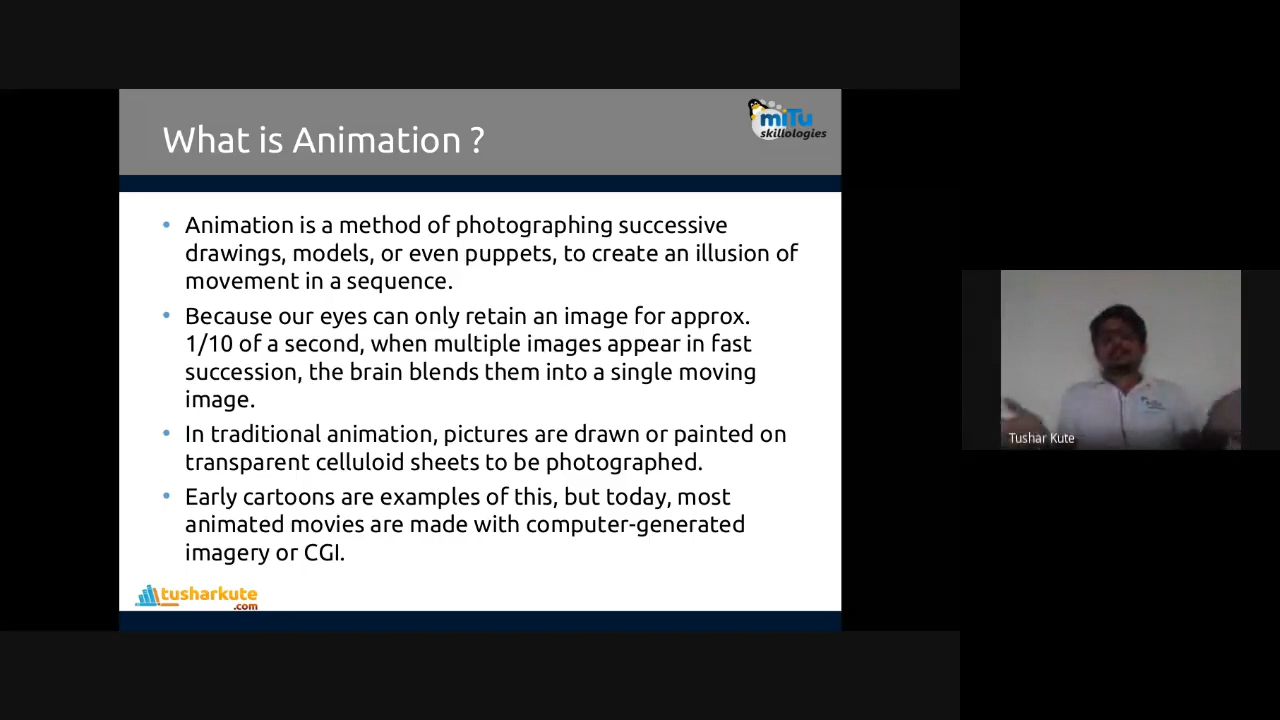 What is Animation ?
miTu
skillologies
• Animation is a method of photographing successive
drawings, models, or even puppets, to create an illusion of
movement in a sequence.
• Because our eyes can only retain an image for approx.
1/10 of a second, when multiple images appear in fast
succession, the brain blends them into a single moving
image.
• In traditional animation, pictures are drawn or painted on
transparent celluloid sheets to be photographed.
• Early cartoons are examples of this, but today, most
animated movies are made with computer-generated
imagery or CGI.
tusharkute
.com
Tushar Kute